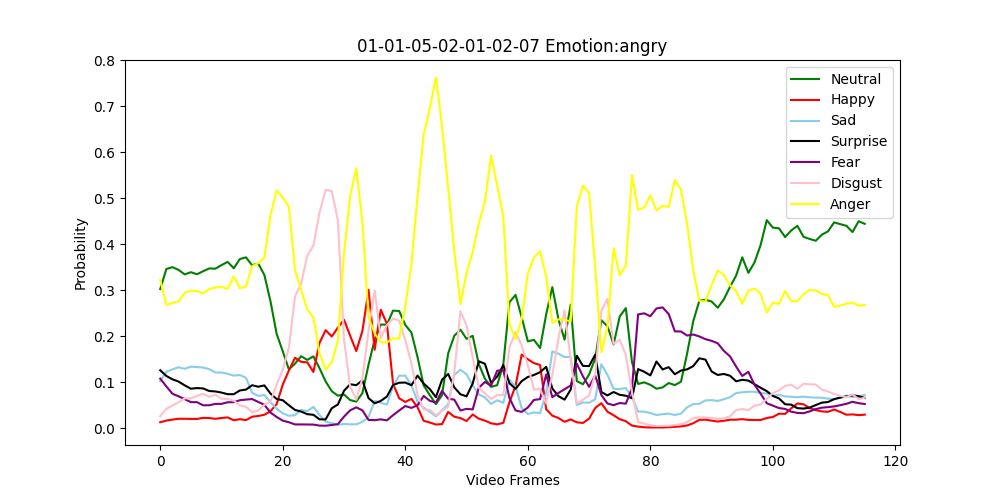 01-01-05-02-01-02-07 Emotion:angry
Neutral
Happy
Sad
Surprise
Fear
Disgust
Anger
Probability
0.8
0.7
0.6
0.5
0.4
0.3
0.2
0.1
0.0
0 20 40 60 80 100 120
Video Frames